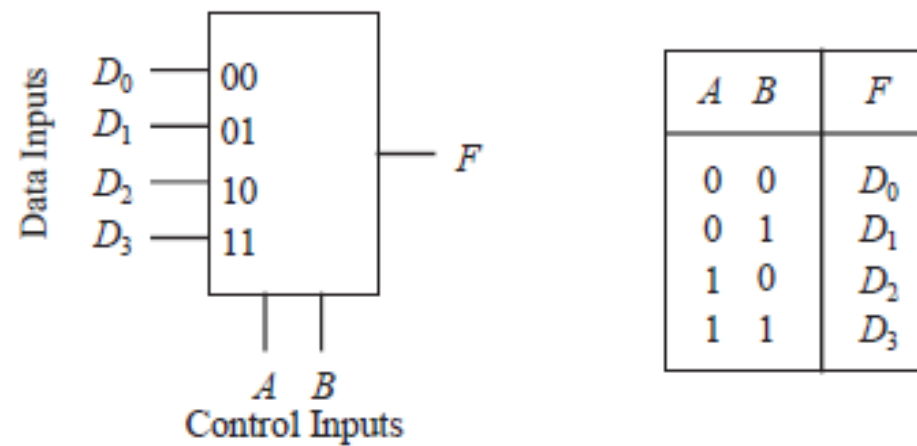 Data Inputs
D₀ 00
D₁ 01
D₂ 10
D₃ 11
F
A B
Control Inputs
A B F
0 0 D₀
0 1 D₁
1 0 D₂
1 1 D₃